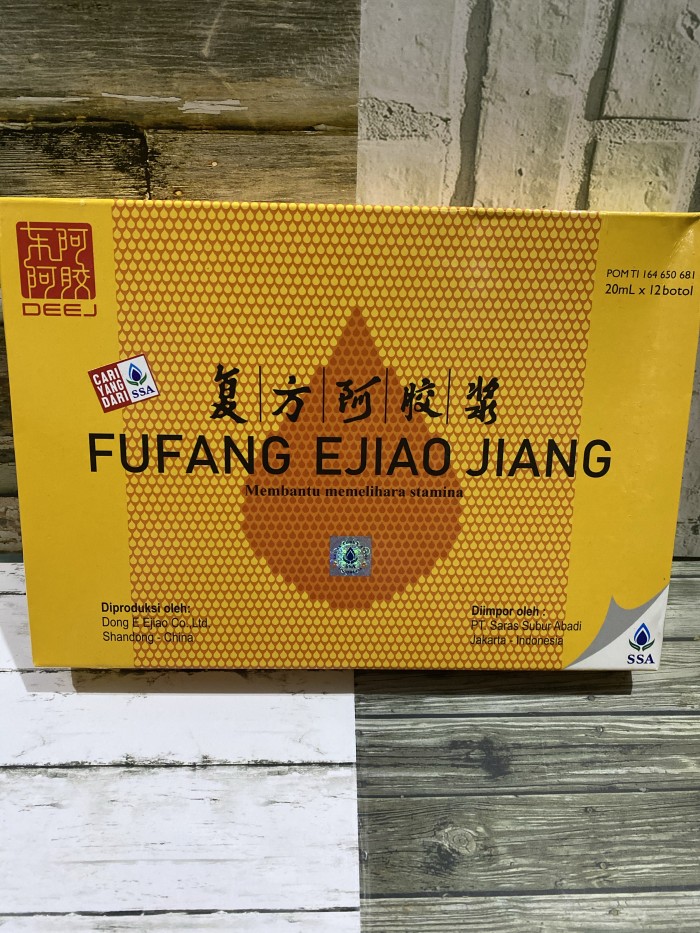 东阿
阿胶
DEEJ
POM TI 164 650 681
20mL x 12 botol
CARI
YANG
DARI
SSA
复方阿胶浆
FUFANG EJIAO JIANG
Membantu memelihara stamina
Diproduksi oleh:
Dong E Ejiao Co.,Ltd.
Shandong - China
Diimpor oleh :
PT. Saras Subur Abadi
Jakarta - Indonesia
SSA